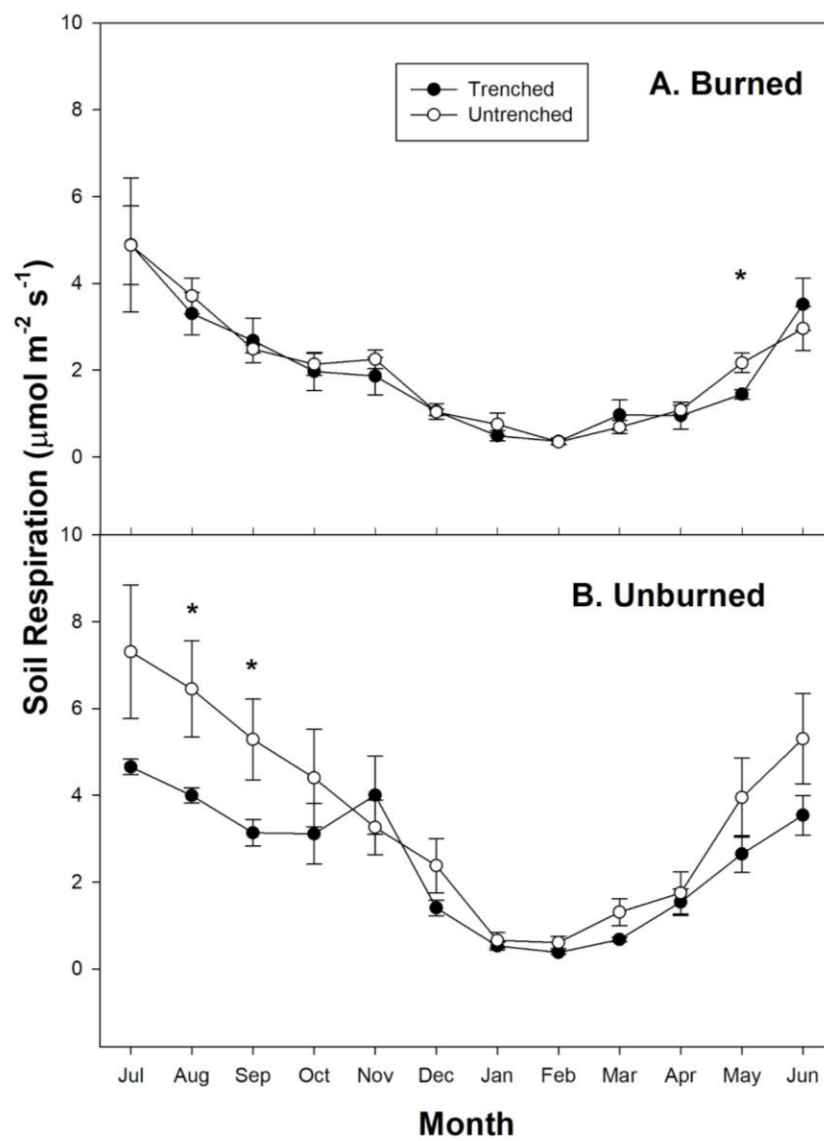 10
8
6
4
2
0
Trenched
Untrenched
A. Burned
*
Soil Respiration (μmol m⁻² s⁻¹)
10
8
6
4
2
0
B. Unburned
*
*
Jul Aug Sep Oct Nov Dec Jan Feb Mar Apr May Jun
Month